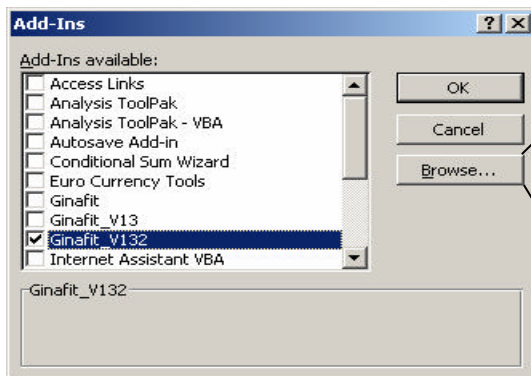 Add-Ins
Add-Ins available:
Access Links
Analysis ToolPak
Analysis ToolPak - VBA
Autosave Add-in
Conditional Sum Wizard
Euro Currency Tools
Ginafit
Ginafit_V13
Ginafit_V132
Internet Assistant VBA
OK
Cancel
Browse...
Ginafit_V132